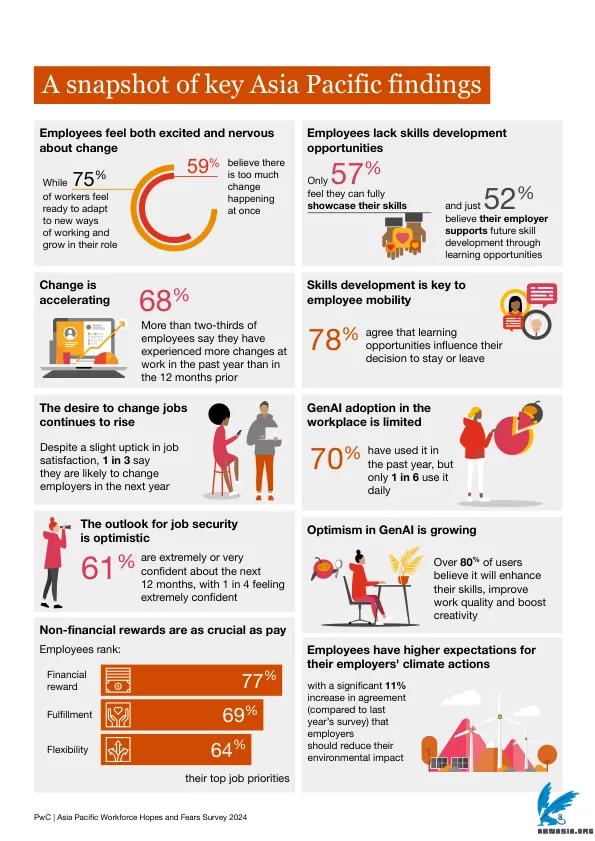 A snapshot of key Asia Pacific findings
Employees feel both excited and nervous
about change
While 75%
of workers feel
ready to adapt
to new ways
of working and
grow in their role
59% believe there
is too much
change
happening
at once
Employees lack skills development
opportunities
Only 57%
feel they can fully
showcase their skills
and just 52%
believe their employer
supports future skill
development through
learning opportunities
Change is
accelerating
68%
More than two-thirds of
employees say they have
experienced more changes at
work in the past year than in
the 12 months prior
Skills development is key to
employee mobility
78% agree that learning
opportunities influence their
decision to stay or leave
The desire to change jobs
continues to rise
Despite a slight uptick in job
satisfaction, 1 in 3 say
they are likely to change
employers in the next year
GenAI adoption in the
workplace is limited
70% have used it in
the past year, but
only 1 in 6 use it
daily
The outlook for job security
is optimistic
61% are extremely or very
confident about the next
12 months, with 1 in 4 feeling
extremely confident
Optimism in GenAI is growing
Over 80% of users
believe it will enhance
their skills, improve
work quality and boost
creativity
Non-financial rewards are as crucial as pay
Employees rank:
Financial
reward
77%
Fulfillment
69%
Flexibility
64%
their top job priorities
Employees have higher expectations for
their employers' climate actions
with a significant 11%
increase in agreement
(compared to last
year's survey) that
employers
should reduce their
environmental impact
PwC | Asia Pacific Workforce Hopes and Fears Survey 2024
8
ABNASIA.ORG